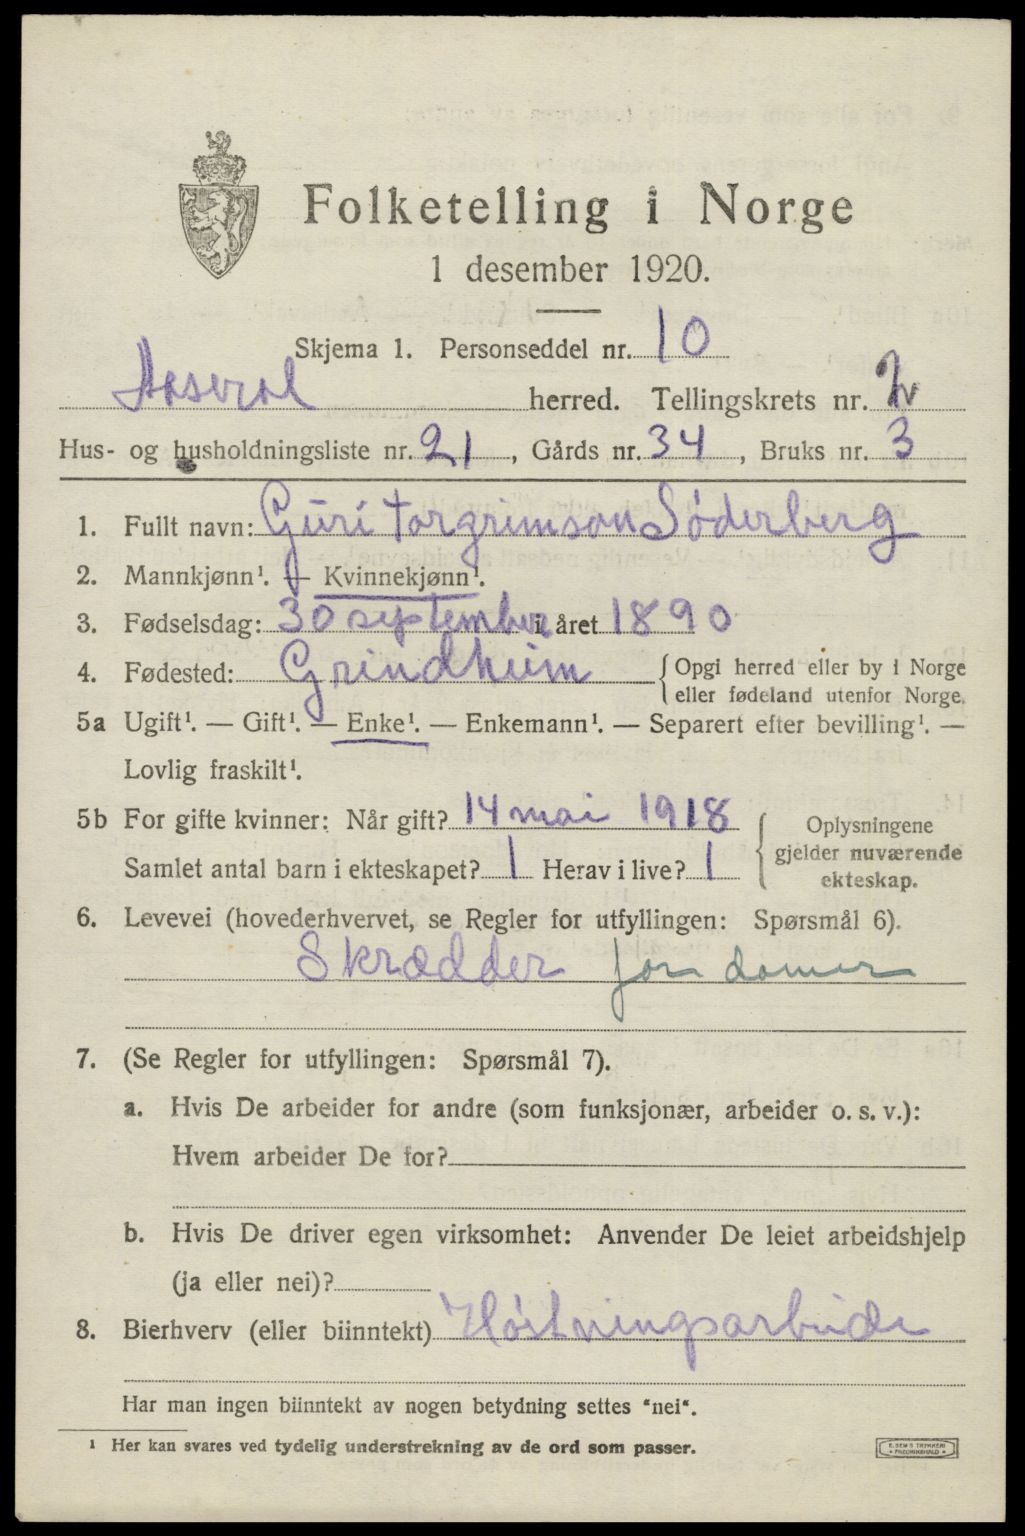 Folketelling i Norge
1 desember 1920.
Skjema 1. Personseddel nr. 10
Aaseral herred. Tellingskrets nr. 2
Hus- og husholdningsliste nr. 21, Gårds nr. 34, Bruks nr. 3
1. Fullt navn: Guri Torgrimson Søderberg
2. Mannkjønn¹. — Kvinnekjønn¹.
3. Fødselsdag: 30 september i året 1890
4. Fødested: Grindheim {Opgi herred eller by i Norge
eller fødeland utenfor Norge.
5a Ugift¹. — Gift¹. — Enke¹. — Enkemann¹. — Separert efter bevilling¹. —
Lovlig fraskilt¹.
5b For gifte kvinner: Når gift? 14 mai 1918
Samlet antal barn i ekteskapet? 1 Herav i live? 1
{Oplysningene
gjelder nuværende
ekteskap.
6. Levevei (hovederhvervet, se Regler for utfyllingen: Spørsmål 6).
Skrædder for damer
7. (Se Regler for utfyllingen: Spørsmål 7).
a. Hvis De arbeider for andre (som funksjonær, arbeider o. s. v.):
Hvem arbeider De for?
b. Hvis De driver egen virksomhet: Anvender De leiet arbeidshjelp
(ja eller nei)?
8. Bierhverv (eller biinntekt) Høstningsarbeide
Har man ingen biinntekt av nogen betydning settes "nei".
¹ Her kan svares ved tydelig understrekning av de ord som passer.
E. SEM'S TRYKKERI
FREDRIKSHALD